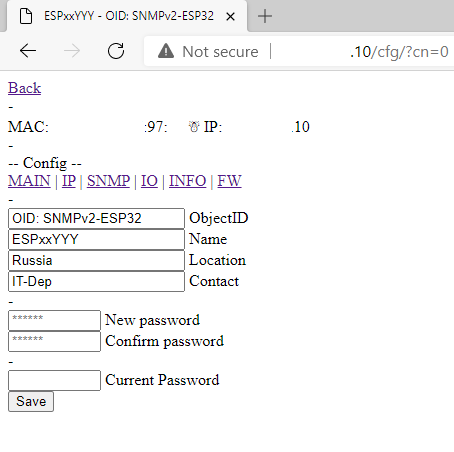 ESPxxYYY - OID: SNMPv2-ESP32
Not secure | .10/cfg/?cn=0
Back
-
MAC: :97: ☃ IP: .10
-
-- Config --
MAIN | IP | SNMP | IO | INFO | FW
-
OID: SNMPv2-ESP32 ObjectID
ESPxxYYY Name
Russia Location
IT-Dep Contact
-
****** New password
****** Confirm password
-
Current Password
Save